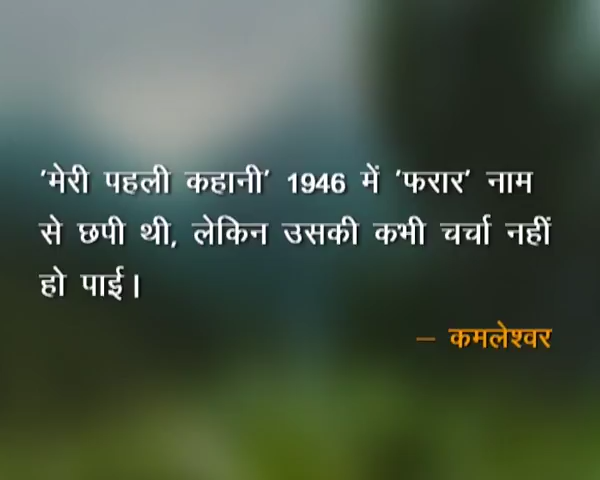 'मेरी पहली कहानी' 1946 में 'फरार' नाम
से छपी थी, लेकिन उसकी कभी चर्चा नहीं
हो पाई।
– कमलेश्वर